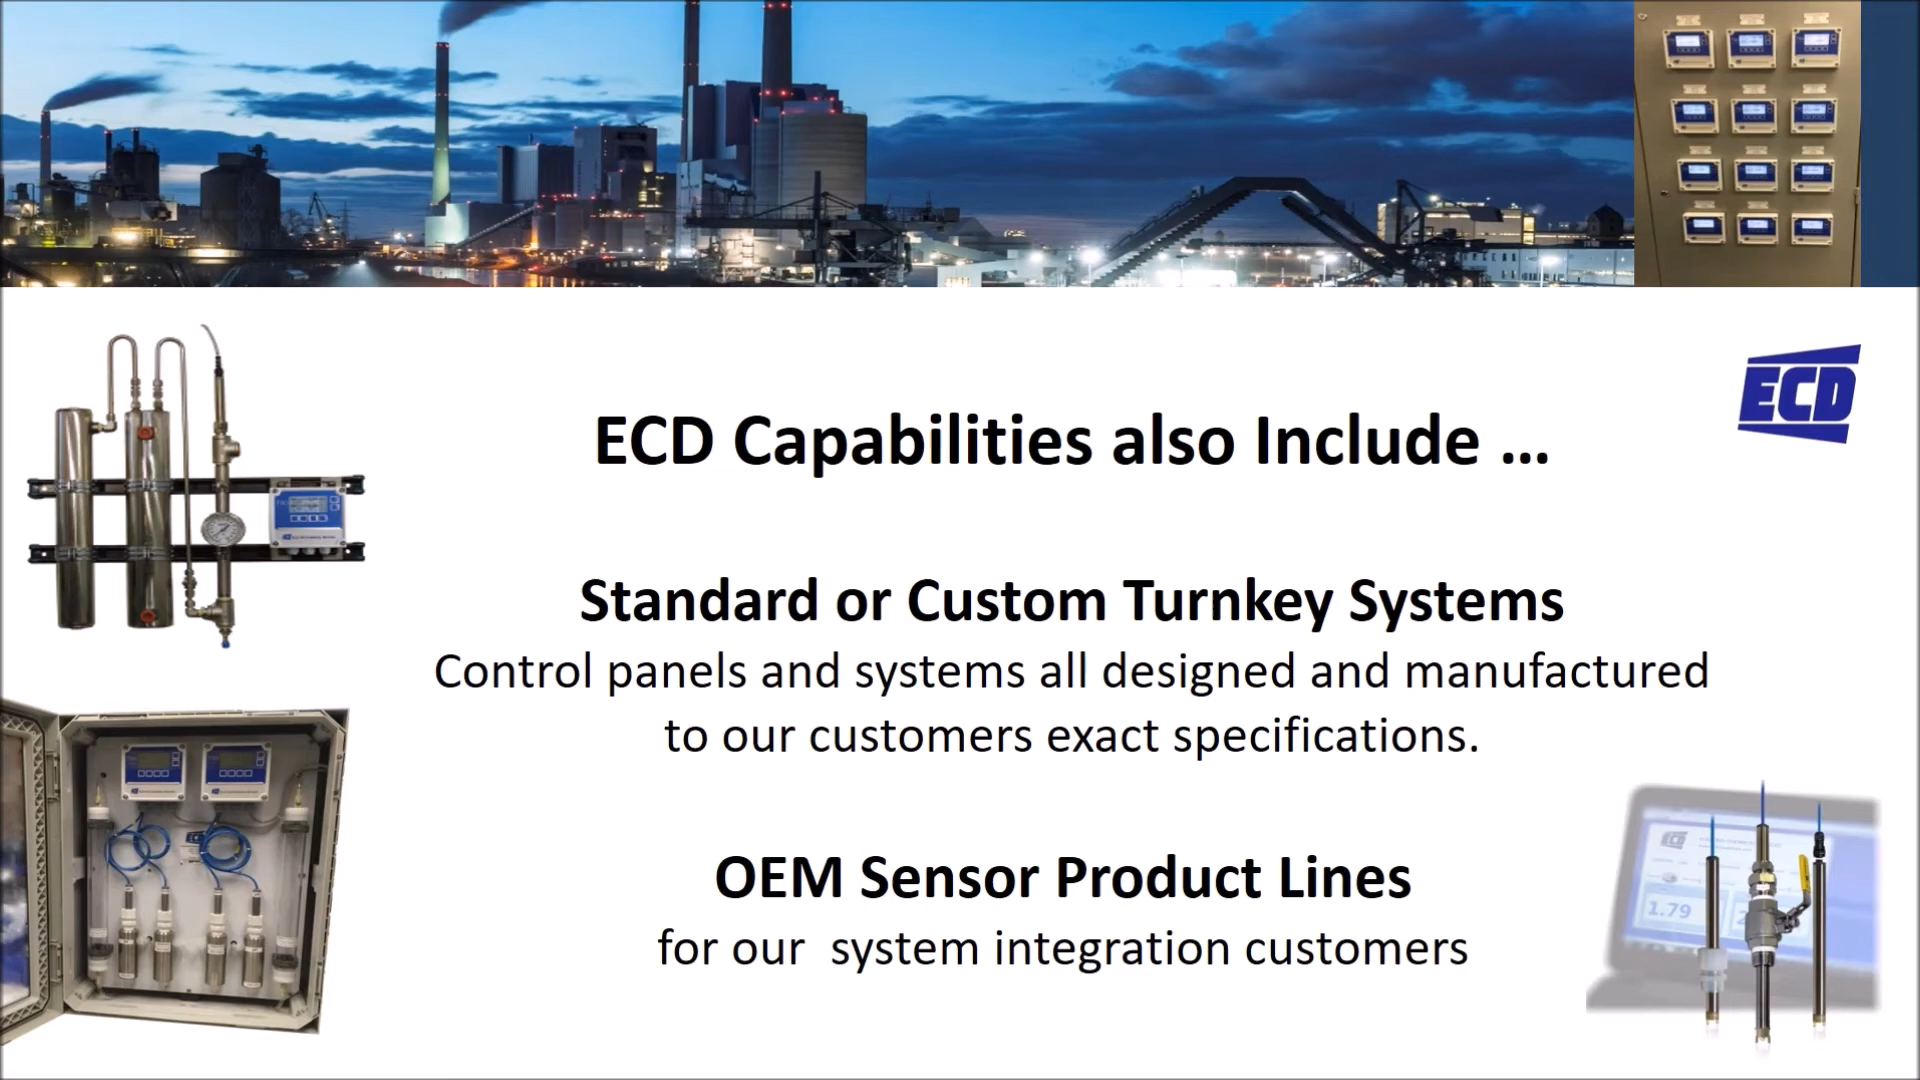 ECD
ECD Capabilities also Include ...
Standard or Custom Turnkey Systems
Control panels and systems all designed and manufactured
to our customers exact specifications.
OEM Sensor Product Lines
for our  system integration customers
ECD
1.79